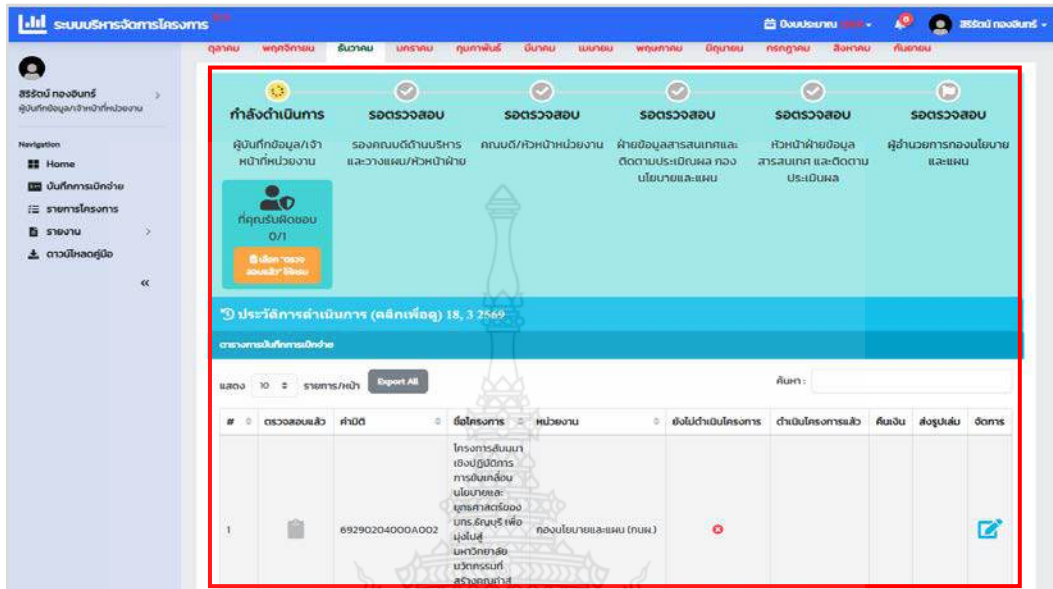 ระบบบริหารจัดการโครงการ
ปีงบประมาณ
สิริรัตน์ ทองจันทร์
ตุลาคม พฤศจิกายน ธันวาคม มกราคม กุมภาพันธ์ มีนาคม เมษายน พฤษภาคม มิถุนายน กรกฎาคม สิงหาคม กันยายน
สิริรัตน์ ทองจันทร์
ผู้บันทึกข้อมูล/เจ้าหน้าที่หน่วยงาน
Navigation
Home
บันทึกการเบิกจ่าย
รายการโครงการ
รายงาน
ดาวน์โหลดคู่มือ
กำลังดำเนินการ
ผู้บันทึกข้อมูล/เจ้า
หน้าที่หน่วยงาน
ที่คุณรับผิดชอบ
0/1
เลือก "ตรวจ
สอบแล้ว" ให้ครบ
รอตรวจสอบ
รองคณบดีด้านบริหาร
และวางแผน/หัวหน้าฝ่าย
รอตรวจสอบ
คณบดี/หัวหน้าหน่วยงาน
รอตรวจสอบ
ฝ่ายข้อมูลสารสนเทศและ
ติดตามประเมินผล กอง
นโยบายและแผน
รอตรวจสอบ
หัวหน้าฝ่ายข้อมูล
สารสนเทศ และติดตาม
ประเมินผล
รอตรวจสอบ
ผู้อำนวยการกองนโยบาย
และแผน
ประวัติการดำเนินการ (คลิกเพื่อดู) 18, 3 2569
ตารางการบันทึกการเบิกจ่าย
แสดง 10 รายการ/หน้า Export All ค้นหา :
# ตรวจสอบแล้ว คำมิติ ชื่อโครงการ หน่วยงาน ยังไม่ดำเนินโครงการ ดำเนินโครงการแล้ว คืนเงิน ส่งรูปเล่ม จัดการ
1 69290204000A002
โครงการสัมมนา
เชิงปฏิบัติการ
การขับเคลื่อน
นโยบายและ
ยุทธศาสตร์ของ
มทร.ธัญบุรี เพื่อ
มุ่งไปสู่
มหาวิทยาลัย
นวัตกรรมที่
สร้างคุณค่าสู่
กองนโยบายและแผน (กนผ.)